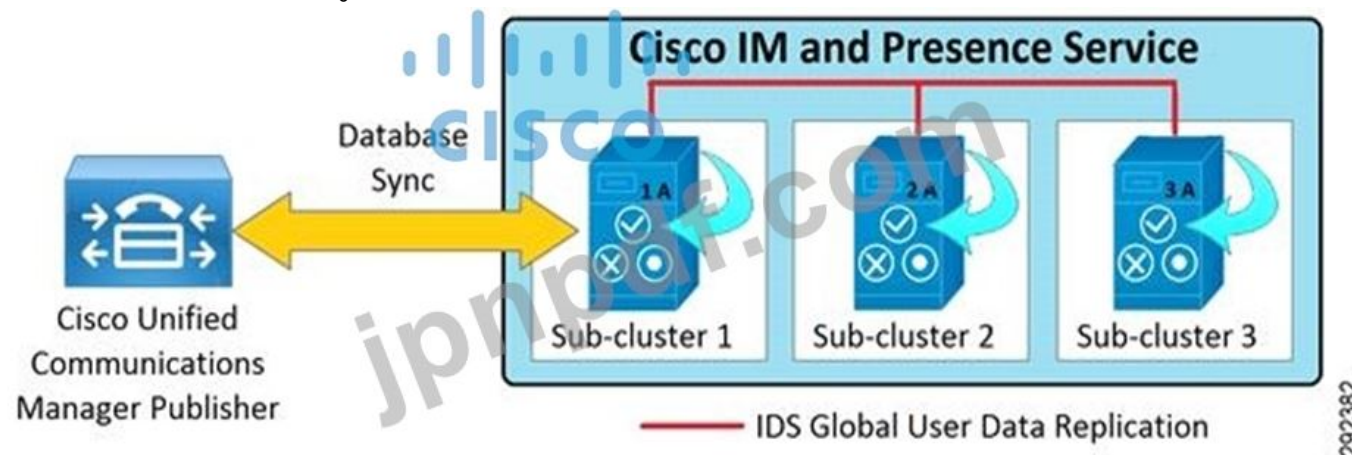 Cisco IM and Presence Service
CISCO
Database
Sync
1 A
2 A
3 A
Sub-cluster 1
Sub-cluster 2
Sub-cluster 3
Cisco Unified
Communications
Manager Publisher
IDS Global User Data Replication
292382
jpnpdf.com